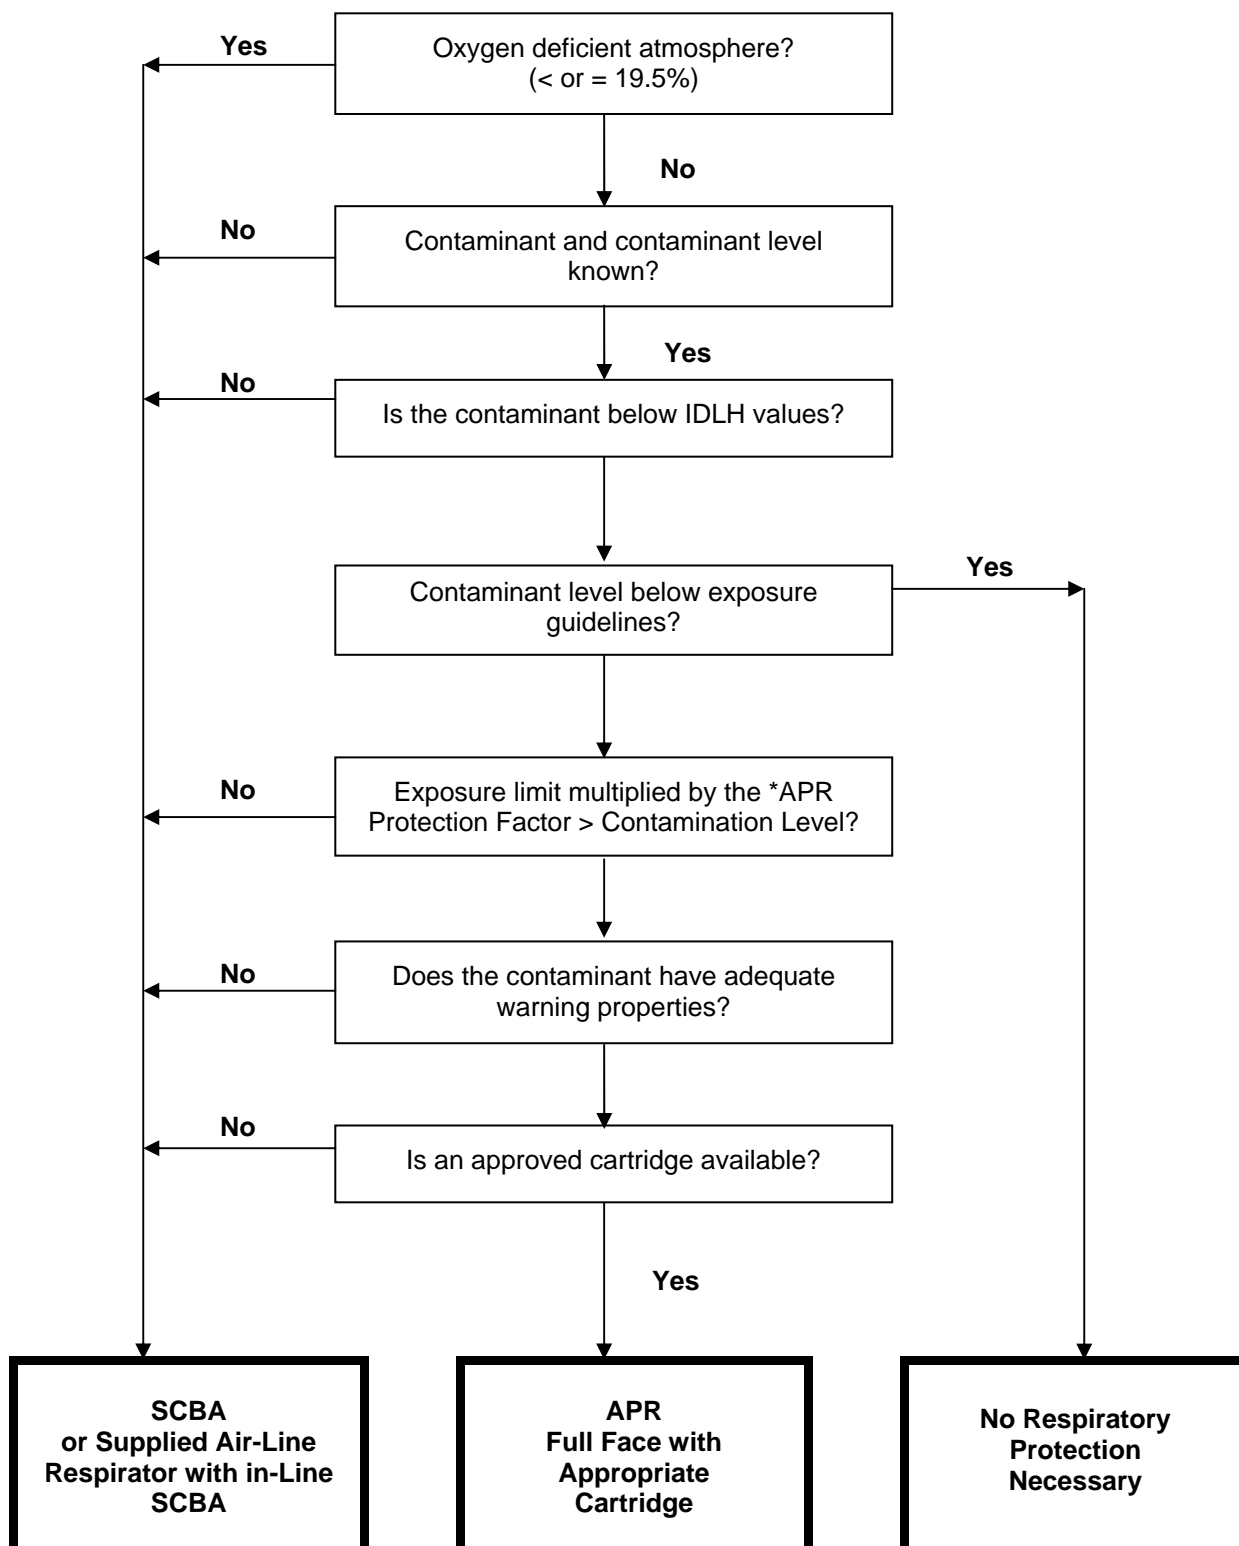 Yes
Oxygen deficient atmosphere?
(< or = 19.5%)
No
No
Contaminant and contaminant level
known?
Yes
No
Is the contaminant below IDLH values?
Contaminant level below exposure
guidelines?
Yes
No
Exposure limit multiplied by the *APR
Protection Factor > Contamination Level?
No
Does the contaminant have adequate
warning properties?
No
Is an approved cartridge available?
Yes
SCBA
or Supplied Air-Line
Respirator with in-Line
SCBA
APR
Full Face with
Appropriate
Cartridge
No Respiratory
Protection
Necessary